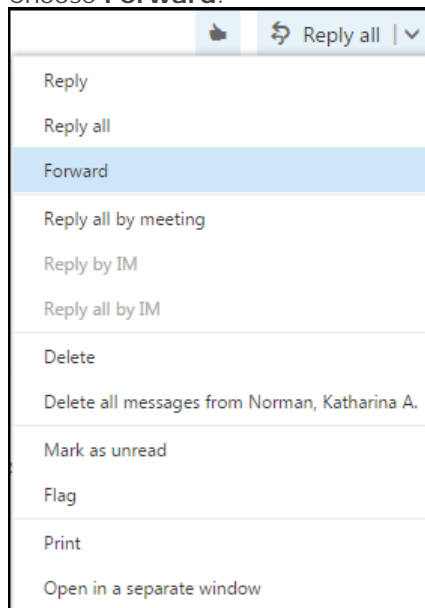 choose Forward.
Reply all
Reply
Reply all
Forward
Reply all by meeting
Reply by IM
Reply all by IM
Delete
Delete all messages from Norman, Katharina A.
Mark as unread
Flag
Print
Open in a separate window